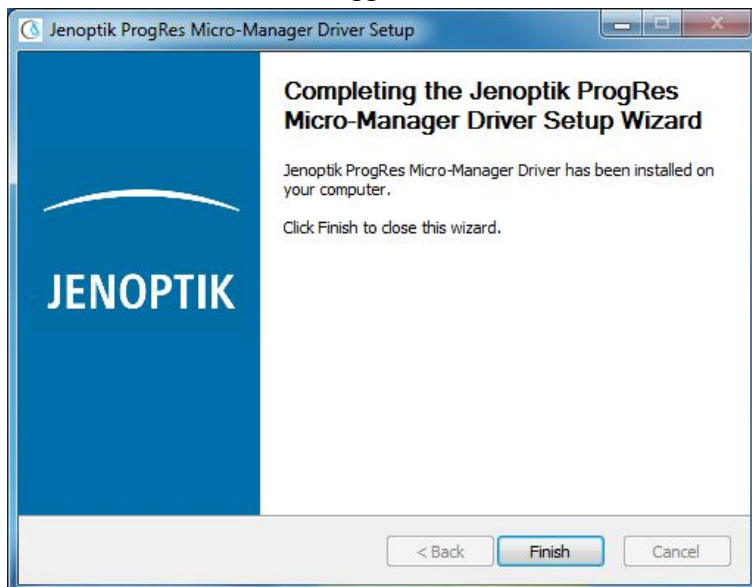 Jenoptik ProgRes Micro-Manager Driver Setup
Completing the Jenoptik ProgRes
Micro-Manager Driver Setup Wizard
Jenoptik ProgRes Micro-Manager Driver has been installed on
your computer.
Click Finish to close this wizard.
JENOPTIK
< Back
Finish
Cancel